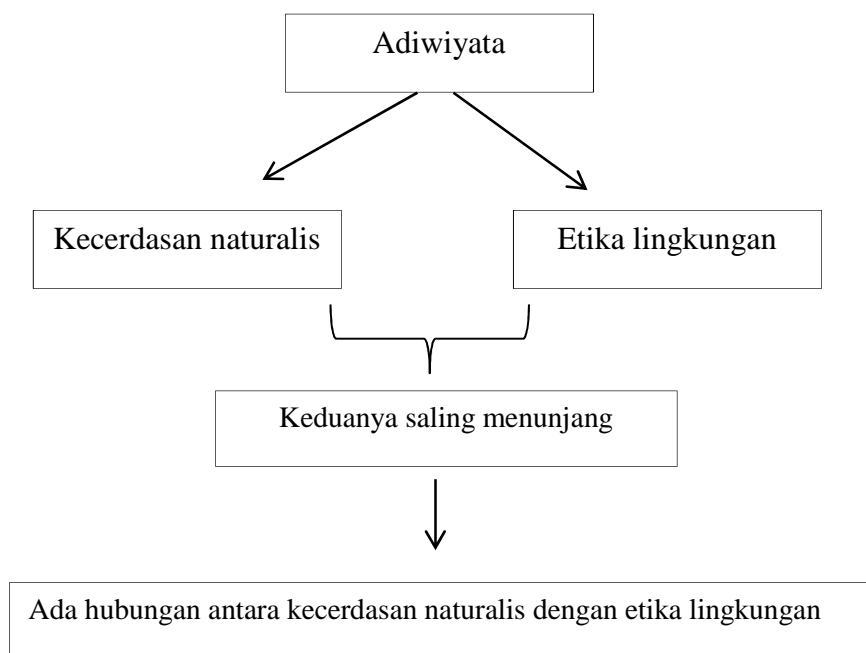 Adiwiyata
Kecerdasan naturalis
Etika lingkungan
Keduanya saling menunjang
Ada hubungan antara kecerdasan naturalis dengan etika lingkungan